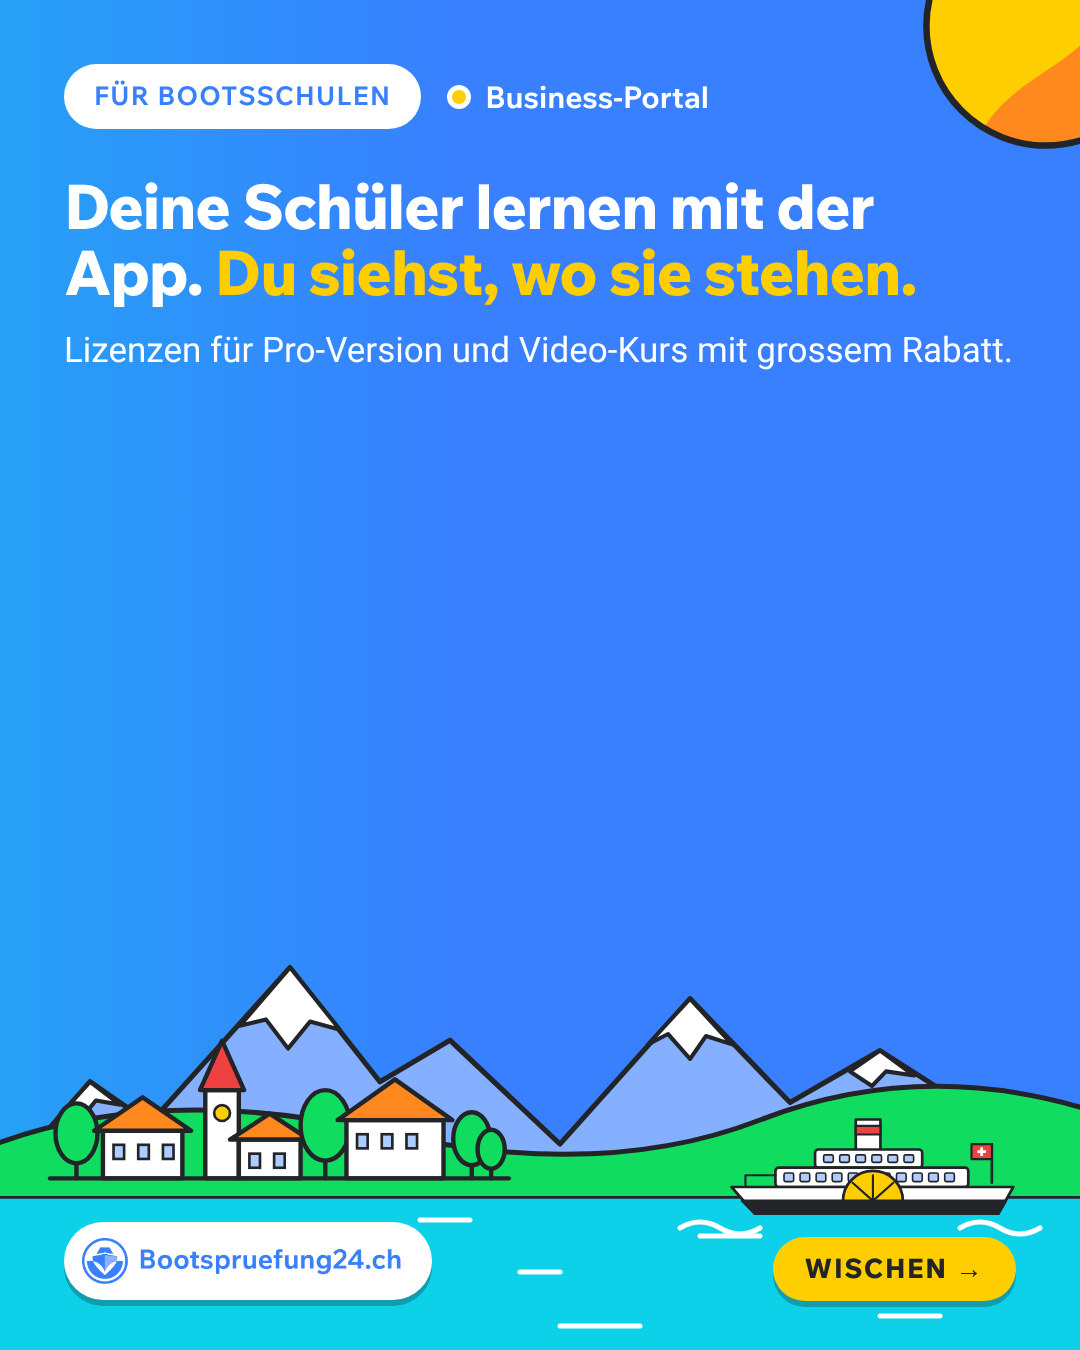 FÜR BOOTSSCHULEN
Business-Portal
Deine Schüler lernen mit der
App. Du siehst, wo sie stehen.
Lizenzen für Pro-Version und Video-Kurs mit grossem Rabatt.
Bootspruefung24.ch
WISCHEN →